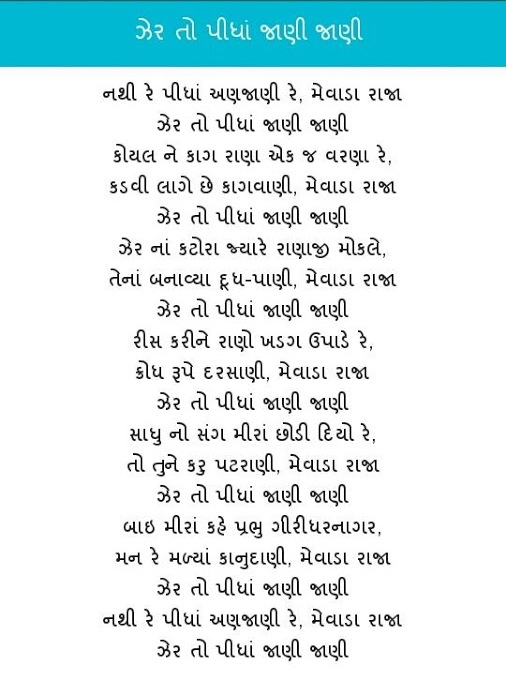 ઝેર તો પીધાં જાણી જાણી
નથી રે પીધાં અણજાણી રે, મેવાડા રાજા
ઝેર તો પીધાં જાણી જાણી
કોયલ ને કાગ રાણા એક જ વરણા રે,
કડવી લાગે છે કાગવાણી, મેવાડા રાજા
ઝેર તો પીધાં જાણી જાણી
ઝેર નાં કટોરા જ્યારે રાણાજી મોકલે,
તેનાં બનાવ્યા દૂધ-પાણી, મેવાડા રાજા
ઝેર તો પીધાં જાણી જાણી
રીસ કરીને રાણો ખડગ ઉપાડે રે,
ક્રોધ રૂપે દરસાણી, મેવાડા રાજા
ઝેર તો પીધાં જાણી જાણી
સાધુ નો સંગ મીરાં છોડી દિયો રે,
તો તુને કરુ પટરાણી, મેવાડા રાજા
ઝેર તો પીધાં જાણી જાણી
બાઇ મીરાં કહે પ્રભુ ગીરીધરનાગર,
મન રે મળ્યાં કાનુદાણી, મેવાડા રાજા
ઝેર તો પીધાં જાણી જાણી
નથી રે પીધાં અણજાણી રે, મેવાડા રાજા
ઝેર તો પીધાં જાણી જાણી